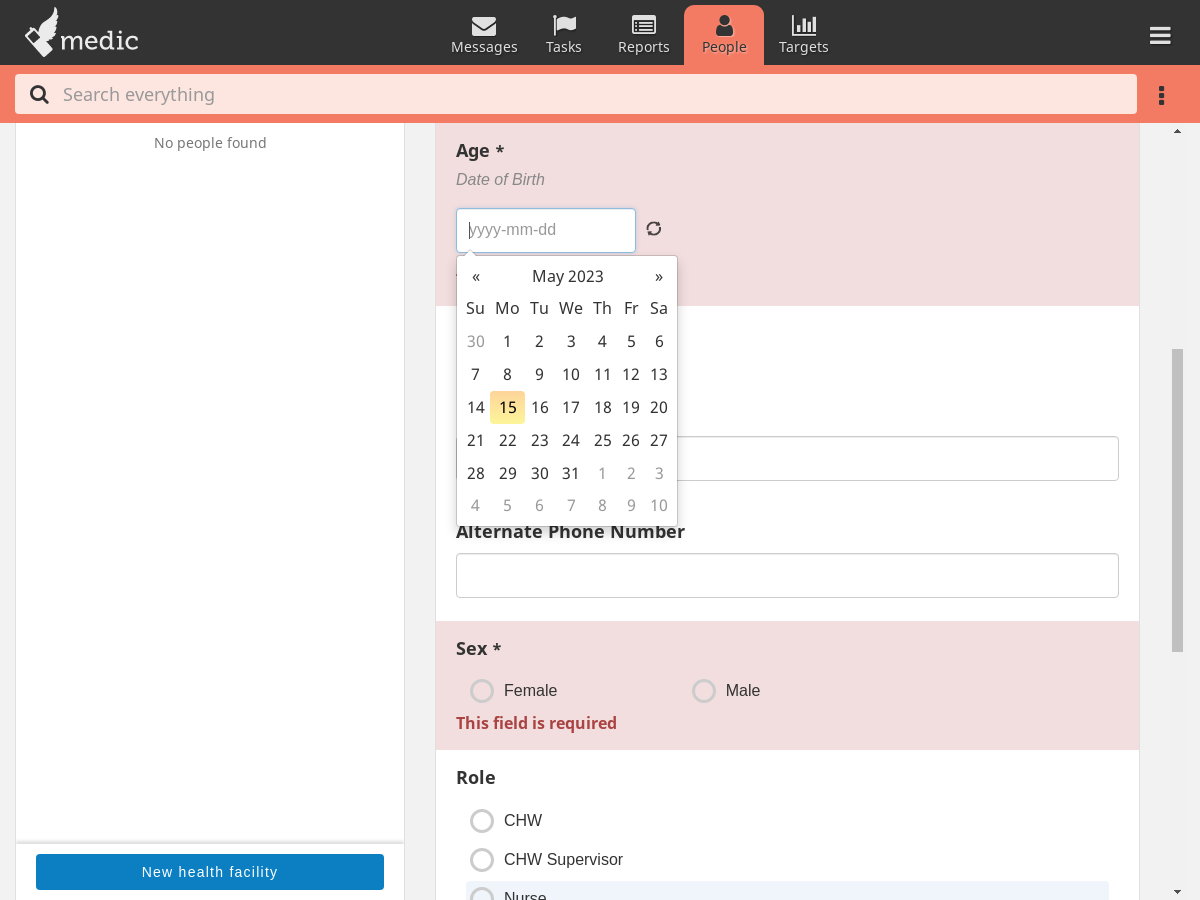 medic
Messages
Tasks
Reports
People
Targets
Search everything
No people found
Age *
Date of Birth
yyyy-mm-dd
« May 2023 »
Su Mo Tu We Th Fr Sa
30 1 2 3 4 5 6
7 8 9 10 11 12 13
14 15 16 17 18 19 20
21 22 23 24 25 26 27
28 29 30 31 1 2 3
4 5 6 7 8 9 10
Alternate Phone Number
Sex *
Female
Male
This field is required
Role
CHW
CHW Supervisor
Nurse
New health facility